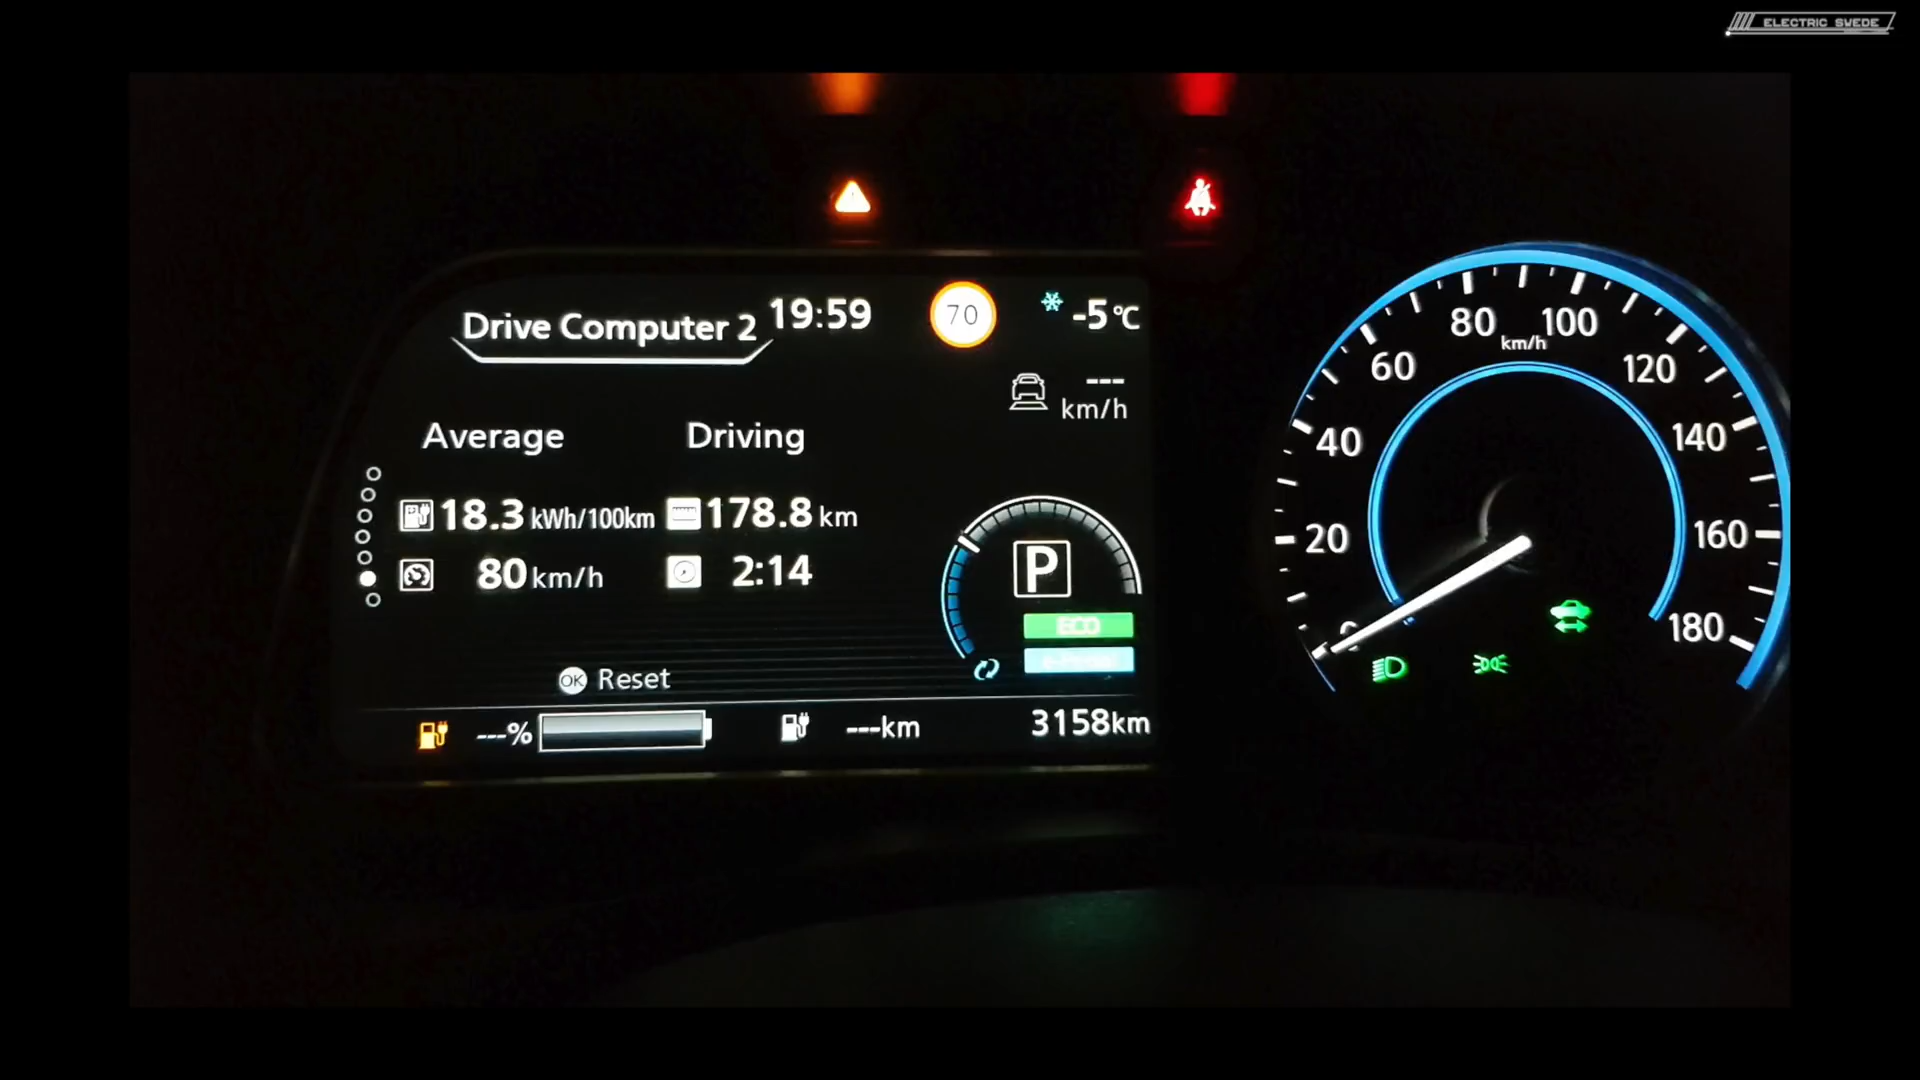 ELECTRIC SWEDE
Drive Computer 2
19:59
70
-5°C
---
km/h
Average
Driving
18.3 kWh/100km
178.8 km
80 km/h
2:14
P
ECO
OK Reset
---%
---km
3158km
0
20
40
60
80
100
120
140
160
180
km/h